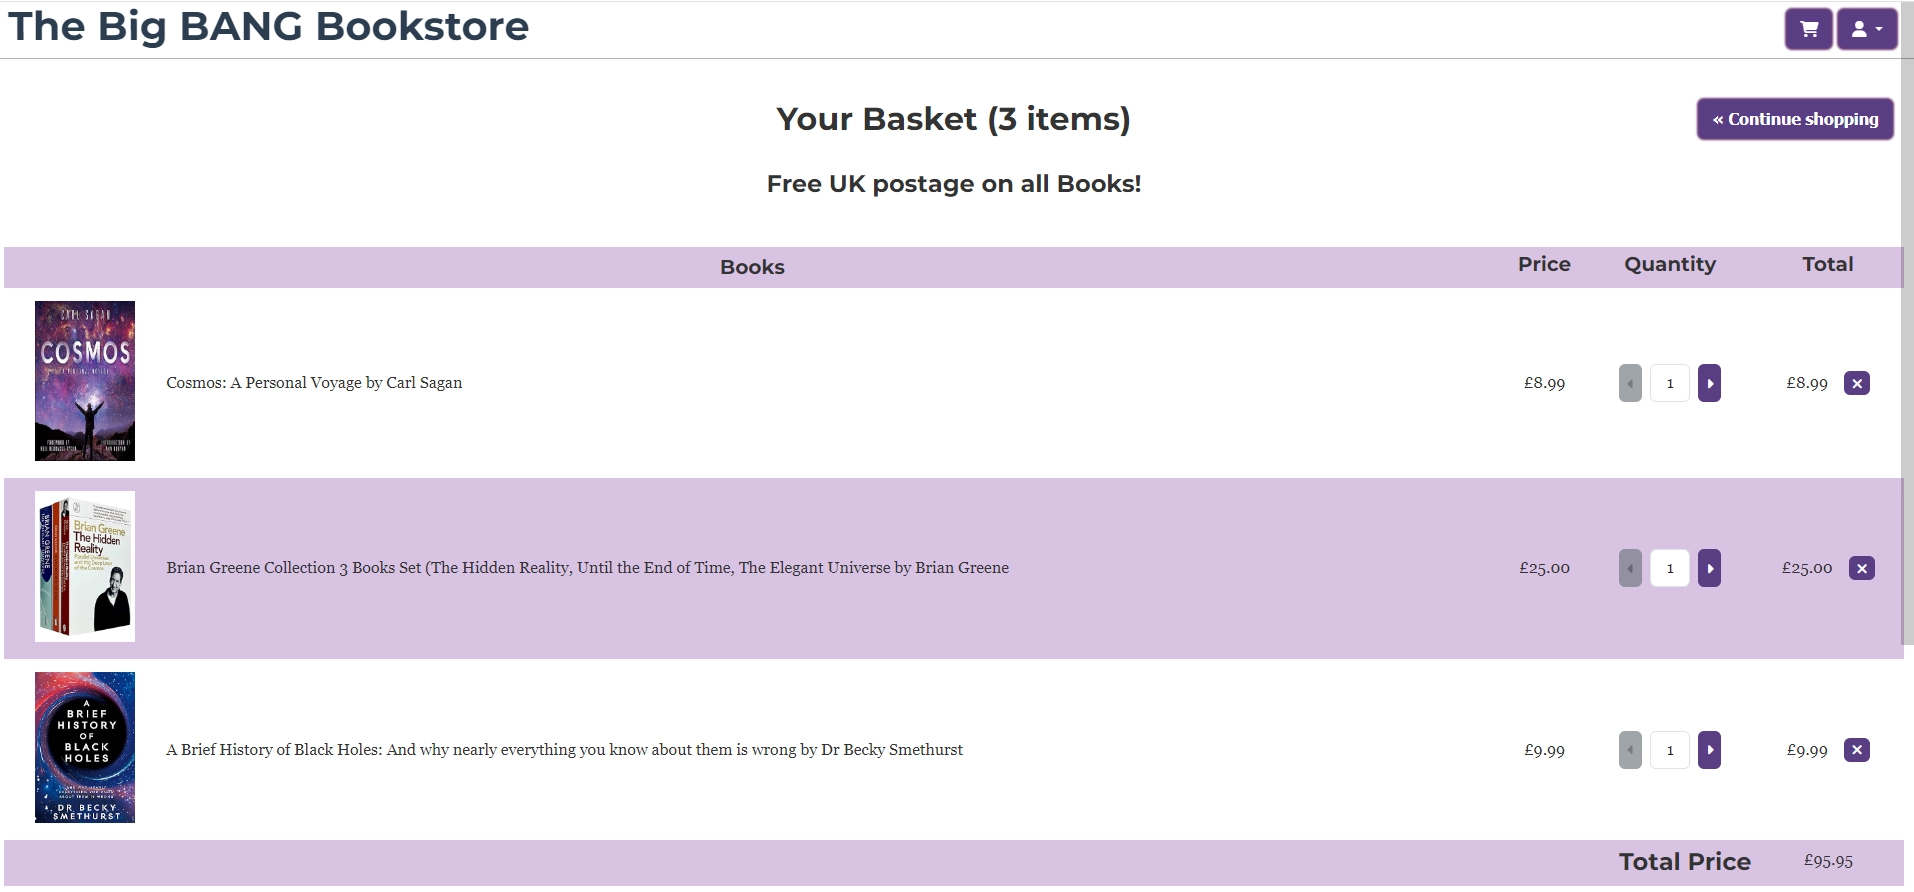 The Big BANG Bookstore
Your Basket (3 items)
« Continue shopping
Free UK postage on all Books!
Books Price Quantity Total
CARL SAGAN
COSMOS
A PERSONAL VOYAGE
Cosmos: A Personal Voyage by Carl Sagan £8.99 1 £8.99
Brian Greene
The Hidden
Reality
BRIAN GREENE
Brian Greene Collection 3 Books Set (The Hidden Reality, Until the End of Time, The Elegant Universe by Brian Greene £25.00 1 £25.00
A
BRIEF
HISTORY
OF
BLACK
HOLES
DR BECKY
SMETHURST
A Brief History of Black Holes: And why nearly everything you know about them is wrong by Dr Becky Smethurst £9.99 1 £9.99
Total Price £95.95